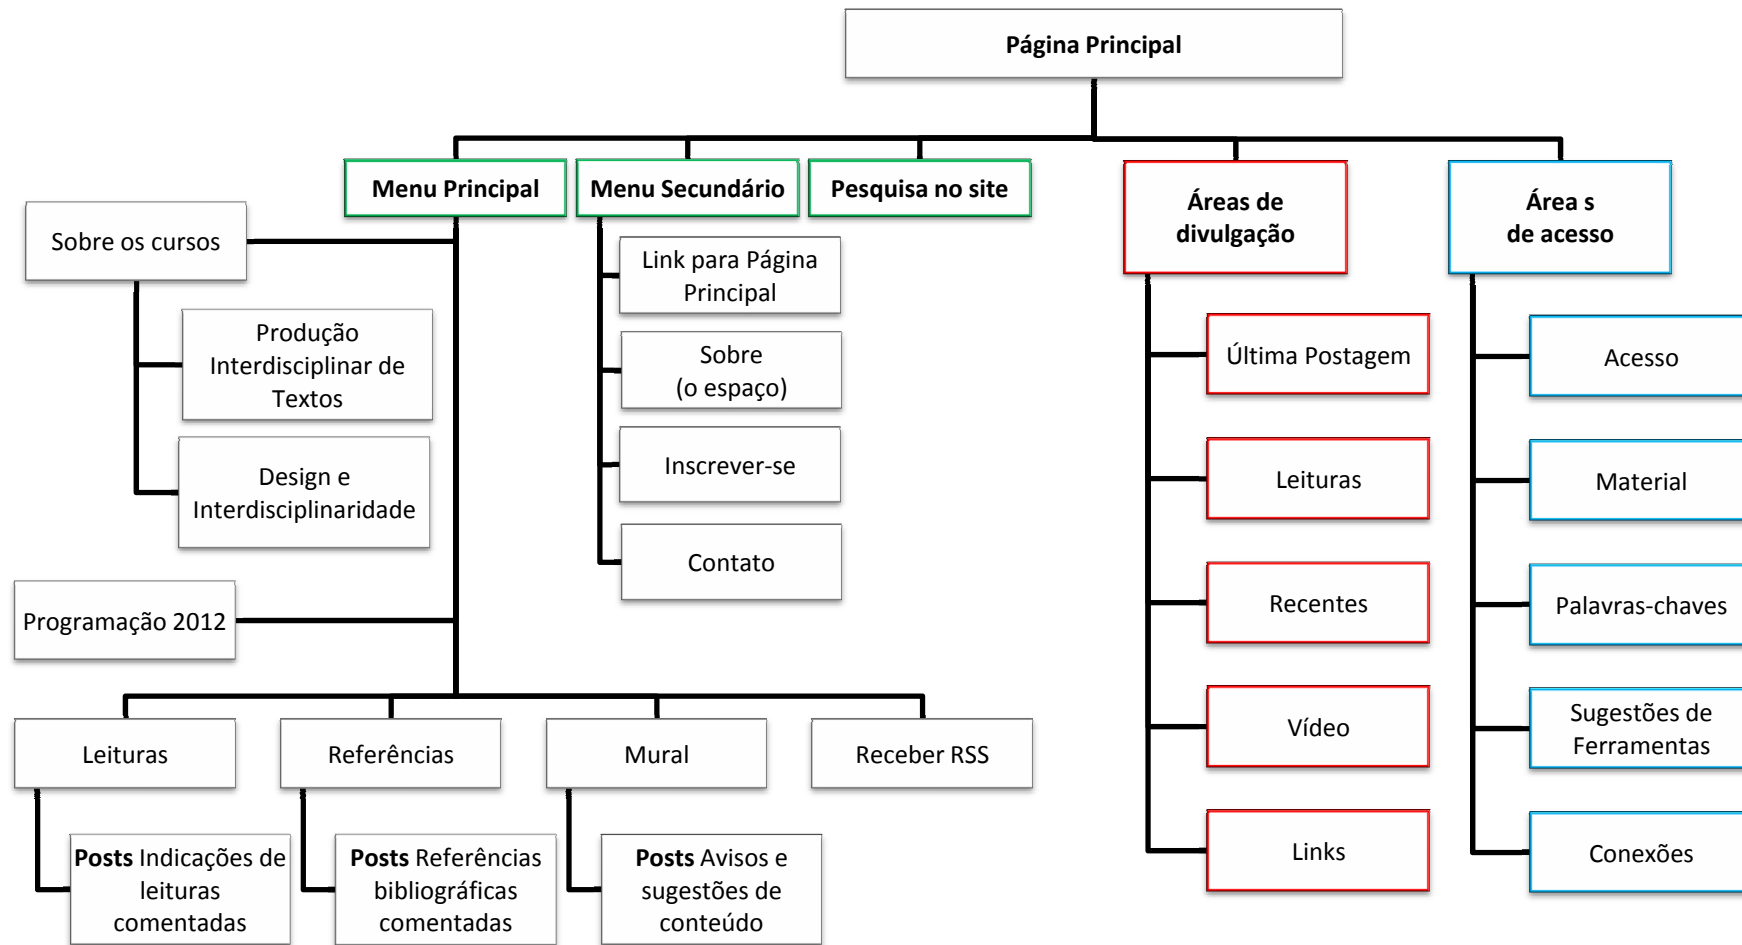 Página Principal
Menu Principal
Menu Secundário
Pesquisa no site
Áreas de
divulgação
Área s
de acesso
Sobre os cursos
Produção
Interdisciplinar de
Textos
Design e
Interdisciplinaridade
Programação 2012
Leituras
Referências
Mural
Receber RSS
Posts Indicações de
leituras
comentadas
Posts Referências
bibliográficas
comentadas
Posts Avisos e
sugestões de
conteúdo
Link para Página
Principal
Sobre
(o espaço)
Inscrever-se
Contato
Última Postagem
Leituras
Recentes
Vídeo
Links
Acesso
Material
Palavras-chaves
Sugestões de
Ferramentas
Conexões